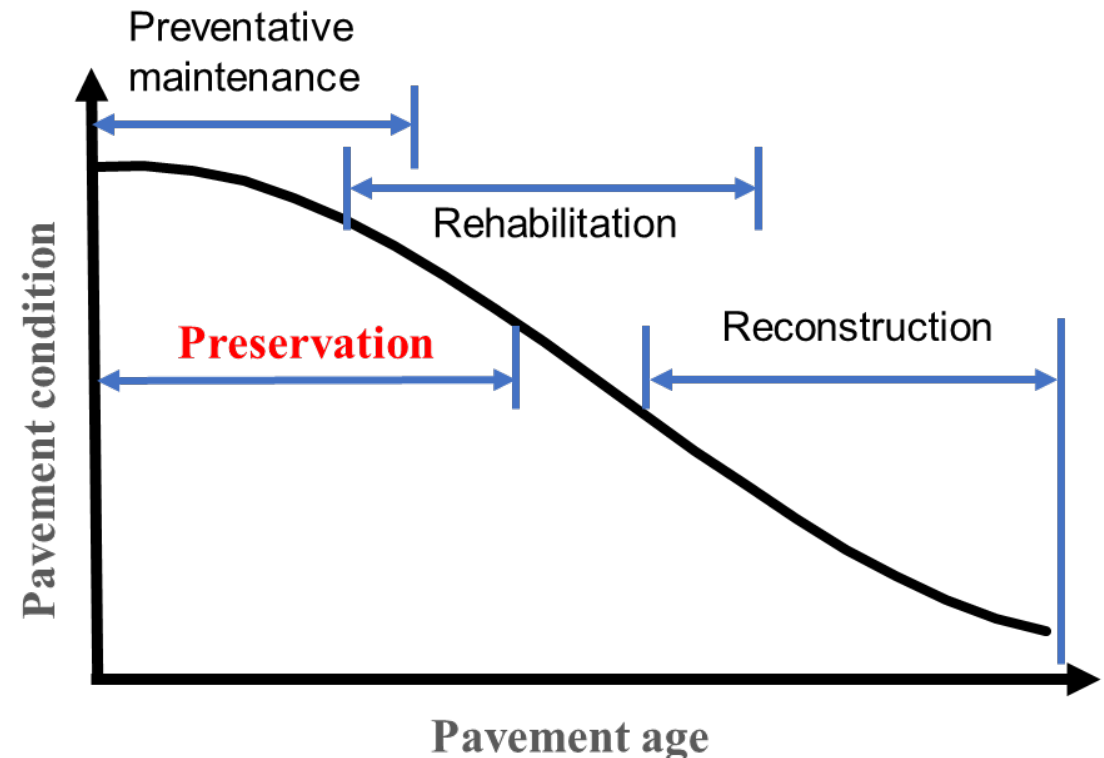 Preventative
maintenance
Rehabilitation
Preservation
Reconstruction
Pavement condition
Pavement age